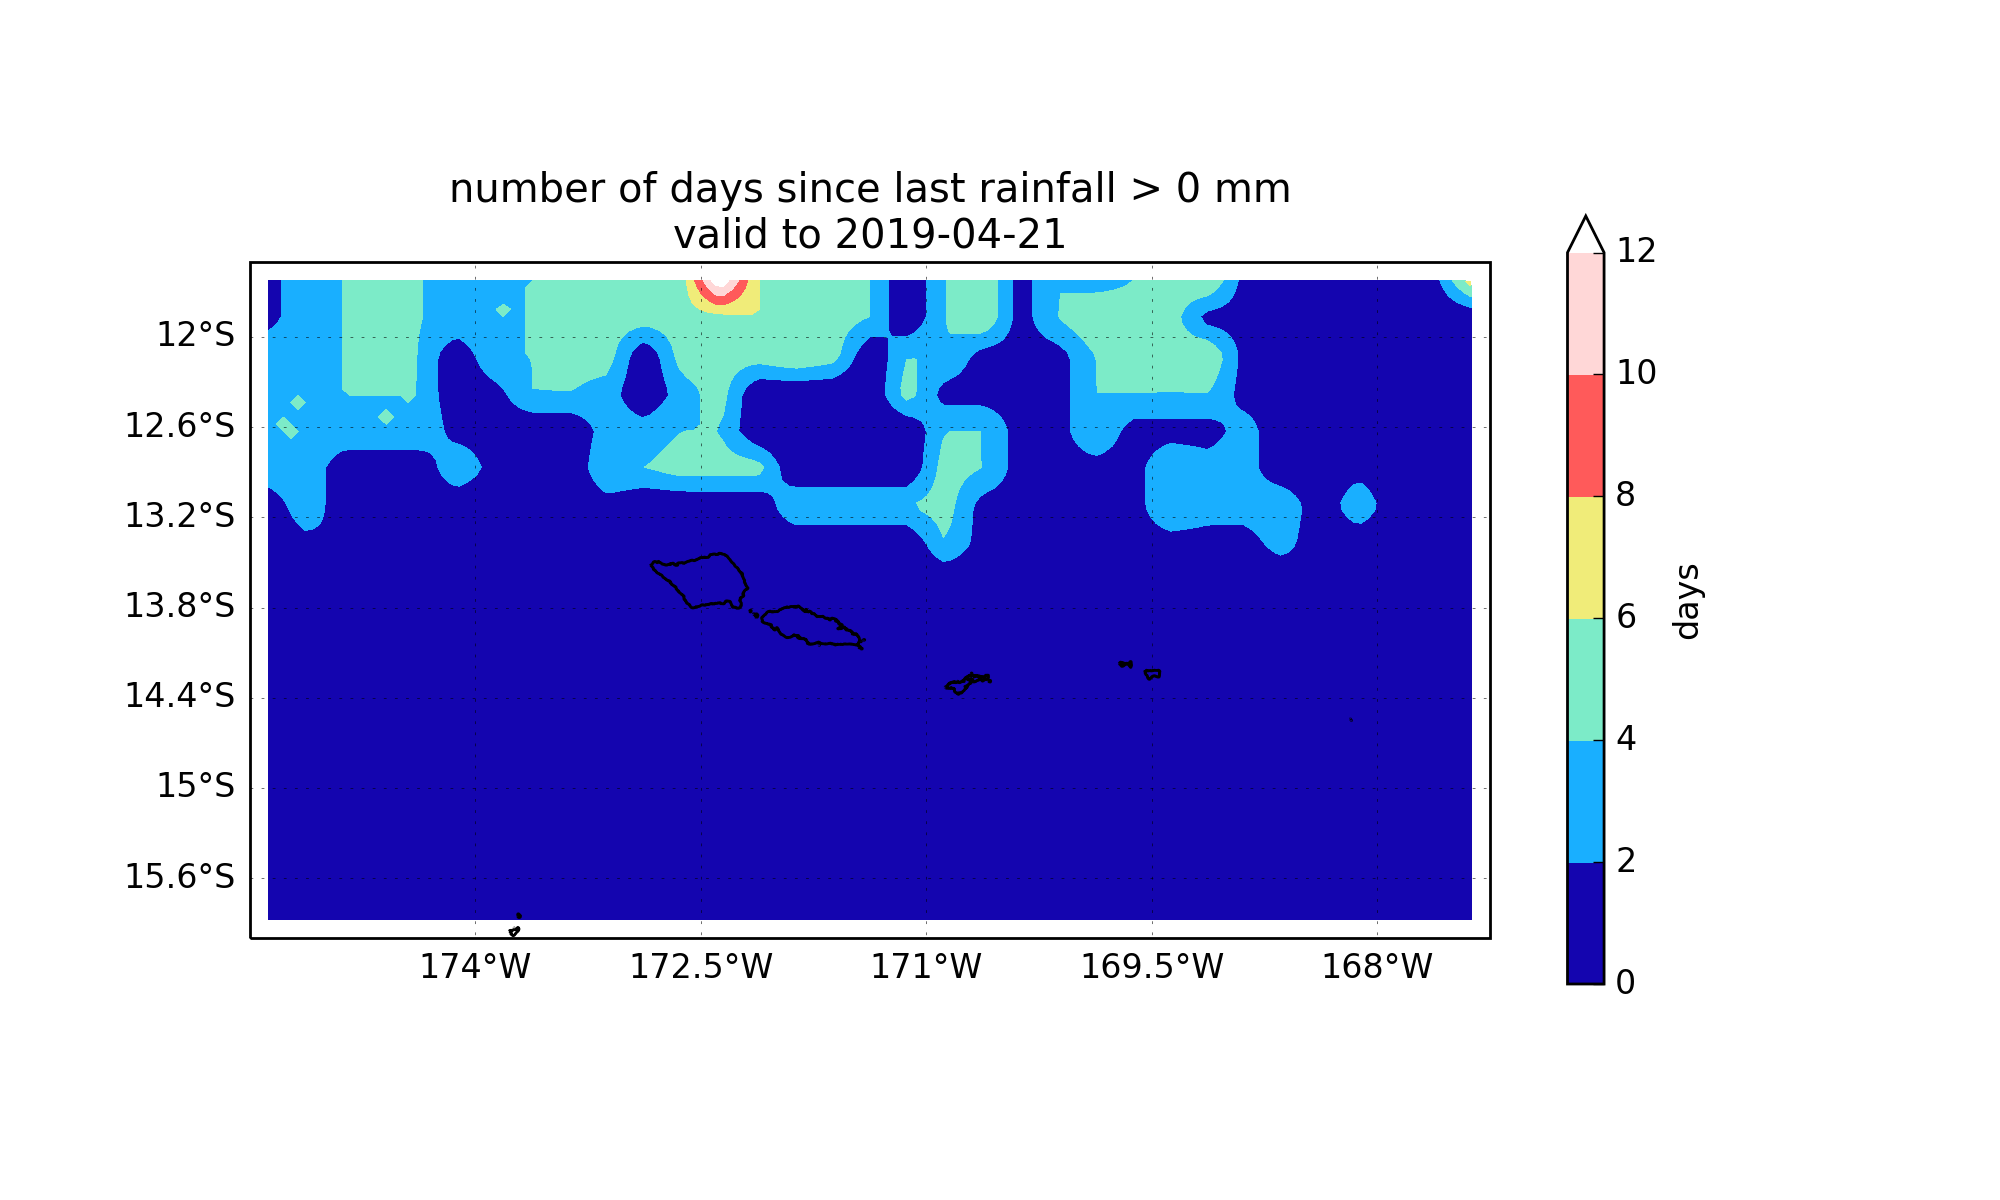 number of days since last rainfall > 0 mm
valid to 2019-04-21
12°S
12.6°S
13.2°S
13.8°S
14.4°S
15°S
15.6°S
174°W
172.5°W
171°W
169.5°W
168°W
12
10
8
6
4
2
0
days